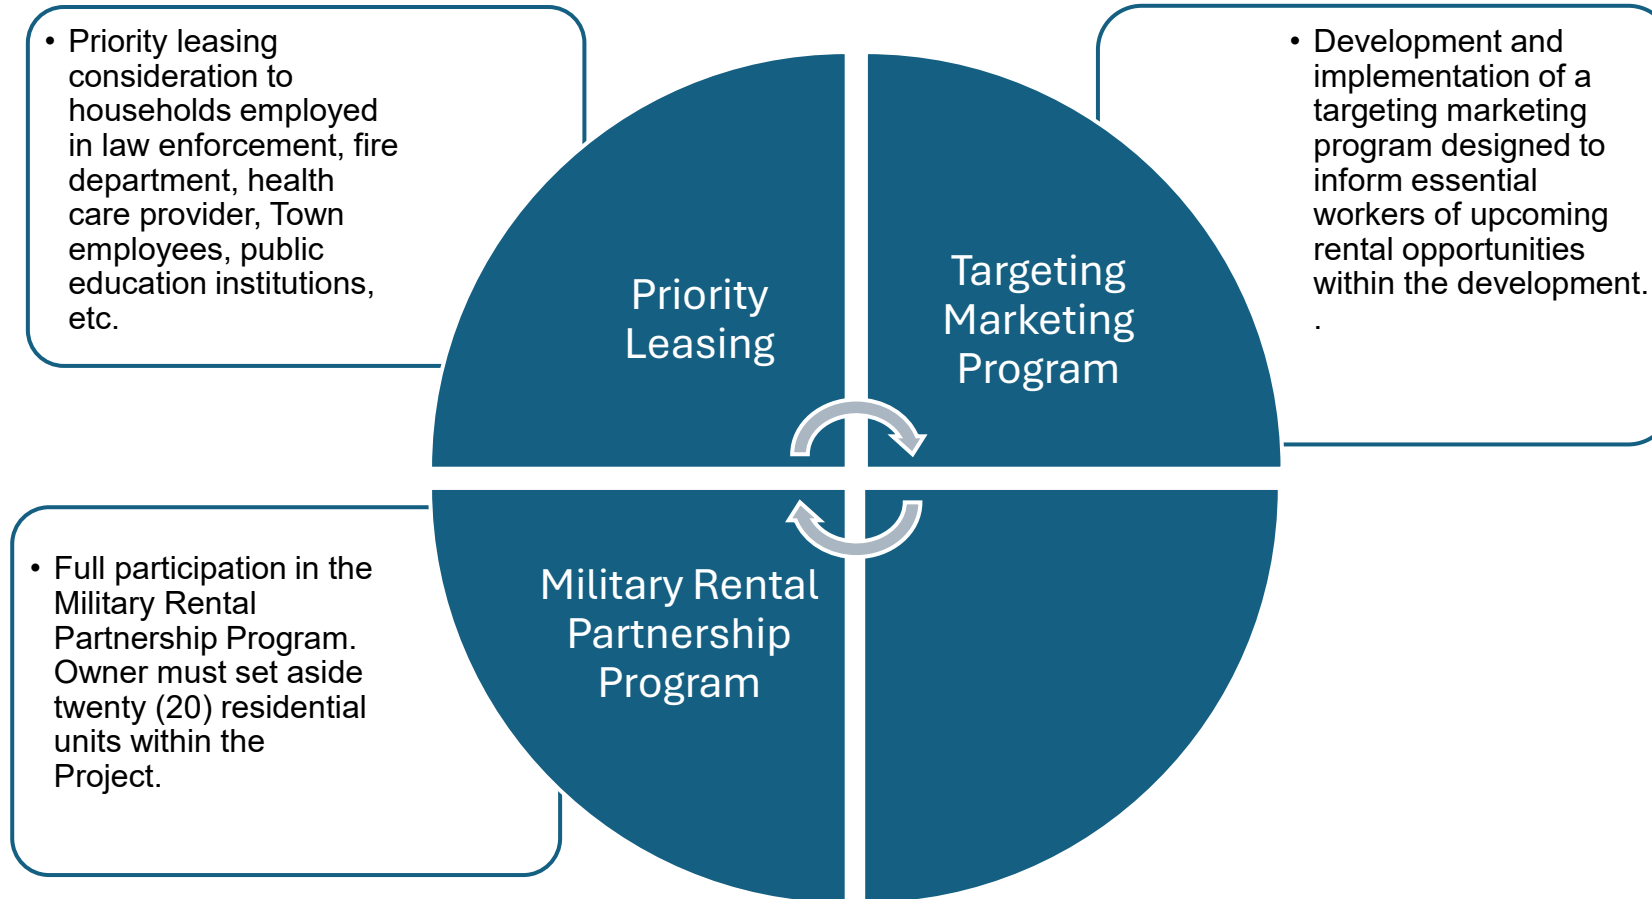 • Priority leasing
consideration to
households employed
in law enforcement, fire
department, health
care provider, Town
employees, public
education institutions,
etc.
Priority
Leasing
Targeting
Marketing
Program
• Development and
implementation of a
targeting marketing
program designed to
inform essential
workers of upcoming
rental opportunities
within the development.
.
• Full participation in the
Military Rental
Partnership Program.
Owner must set aside
twenty (20) residential
units within the
Project.
Military Rental
Partnership
Program